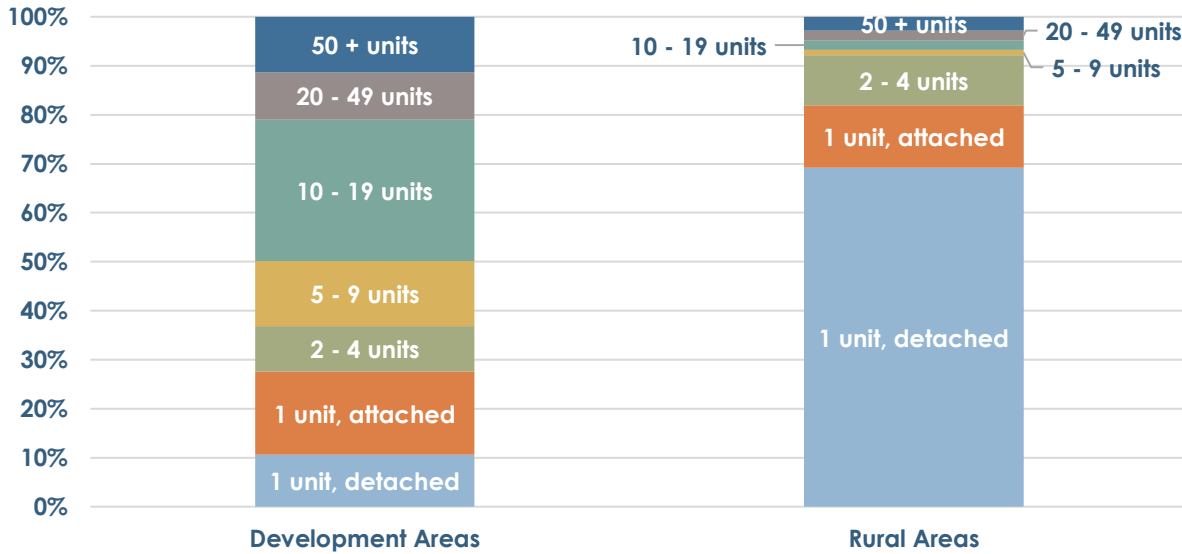 100%
90%
80%
70%
60%
50%
40%
30%
20%
10%
0%
50 + units
20 - 49 units
10 - 19 units
5 - 9 units
2 - 4 units
1 unit, attached
1 unit, detached
50 + units
20 - 49 units
10 - 19 units
5 - 9 units
2 - 4 units
1 unit, attached
1 unit, detached
Development Areas
Rural Areas